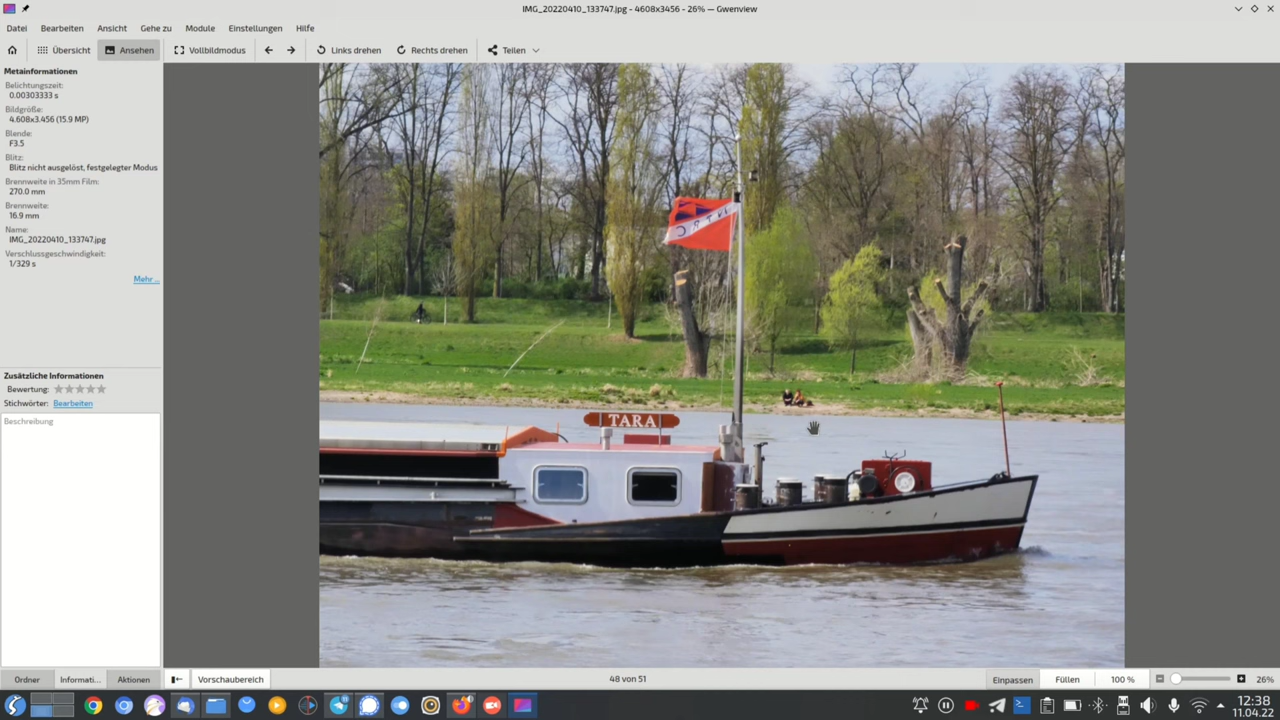 IMG_20220410_133747.jpg - 4608x3456 - 26% — Gwenview
Datei Bearbeiten Ansicht Gehe zu Module Einstellungen Hilfe
Übersicht Ansehen Vollbildmodus Links drehen Rechts drehen Teilen
Metainformationen
Belichtungszeit:
0.00303333 s
Bildgröße:
4.608x3.456 (15.9 MP)
Blende:
F3.5
Blitz:
Blitz nicht ausgelöst, festgelegter Modus
Brennweite in 35mm Film:
270.0 mm
Brennweite:
16.9 mm
Name:
IMG_20220410_133747.jpg
Verschlussgeschwindigkeit:
1/329 s
Mehr...
TARA
Zusätzliche Informationen
Bewertung:
Stichwörter: Bearbeiten
Beschreibung
Ordner Informati... Aktionen Vorschaubereich 48 von 51 Einpassen Füllen 100 % 26%
12:38
11.04.22